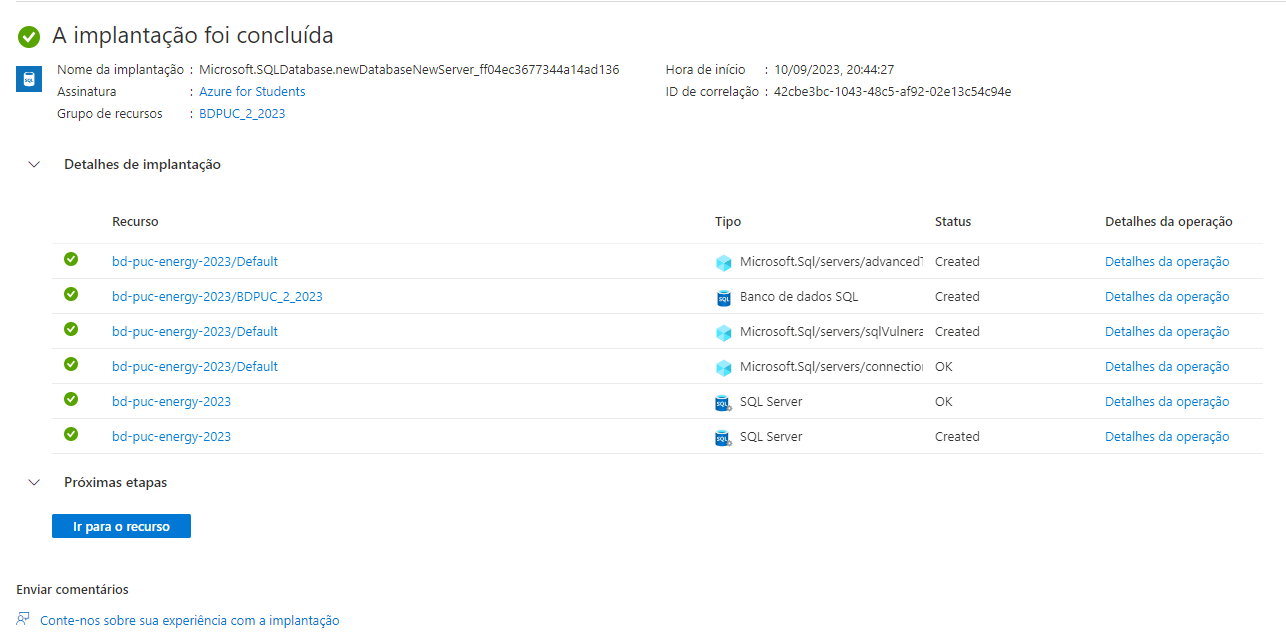 A implantação foi concluída
Nome da implantação : Microsoft.SQLDatabase.newDatabaseNewServer_ff04ec3677344a14ad136
Hora de início : 10/09/2023, 20:44:27
Assinatura : Azure for Students
ID de correlação : 42cbe3bc-1043-48c5-af92-02e13c54c94e
Grupo de recursos : BDPUC_2_2023
Detalhes de implantação
Recurso Tipo Status Detalhes da operação
bd-puc-energy-2023/Default Microsoft.Sql/servers/advancedT Created Detalhes da operação
bd-puc-energy-2023/BDPUC_2_2023 SQL Banco de dados SQL Created Detalhes da operação
bd-puc-energy-2023/Default Microsoft.Sql/servers/sqlVulnera Created Detalhes da operação
bd-puc-energy-2023/Default Microsoft.Sql/servers/connection OK Detalhes da operação
bd-puc-energy-2023 SQL SQL Server OK Detalhes da operação
bd-puc-energy-2023 SQL SQL Server Created Detalhes da operação
Próximas etapas
Ir para o recurso
Enviar comentários
Conte-nos sobre sua experiência com a implantação